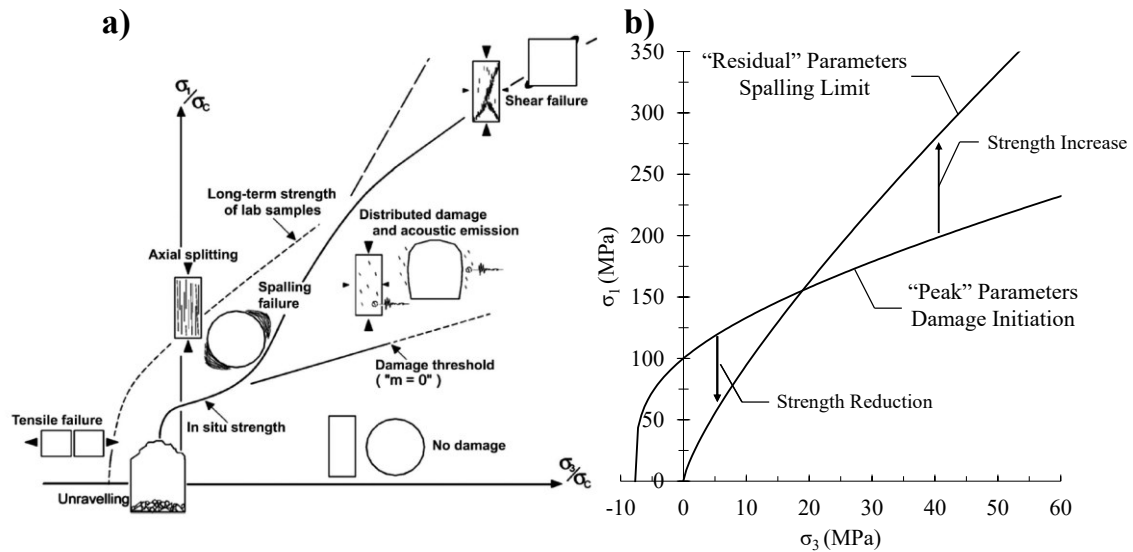 a)
σ1/σc
Shear failure
Long-term strength
of lab samples
Distributed damage
and acoustic emission
Axial splitting
Spalling
failure
Damage threshold
( "m = 0" )
Tensile failure
In situ strength
No damage
Unravelling
σ3/σc
b)
350
300
250
200
150
100
50
0
σ1 (MPa)
“Residual” Parameters
Spalling Limit
Strength Increase
“Peak” Parameters
Damage Initiation
Strength Reduction
-10 0 10 20 30 40 50 60
σ3 (MPa)